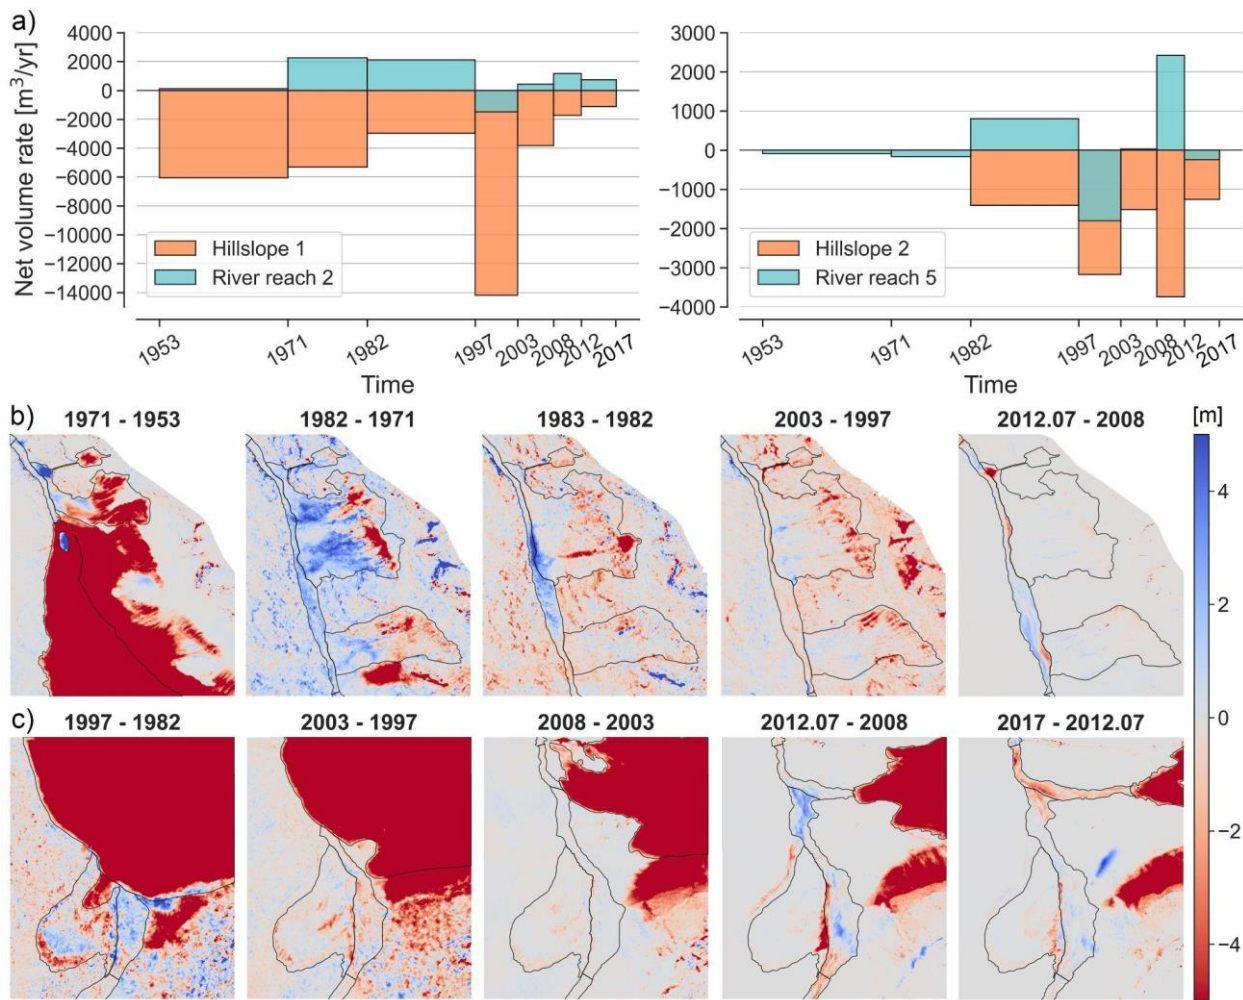 a)
Net volume rate [m³/yr]
4000
2000
0
−2000
−4000
−6000
−8000
−10000
−12000
−14000
Hillslope 1
River reach 2
1953
1971
1982
1997
2003
2008
2012
2017
Time
3000
2000
1000
0
−1000
−2000
−3000
−4000
Hillslope 2
River reach 5
1953
1971
1982
1997
2003
2008
2012
2017
Time
b)
1971 - 1953
1982 - 1971
1983 - 1982
2003 - 1997
2012.07 - 2008
[m]
c)
1997 - 1982
2003 - 1997
2008 - 2003
2012.07 - 2008
2017 - 2012.07
4
2
0
−2
−4